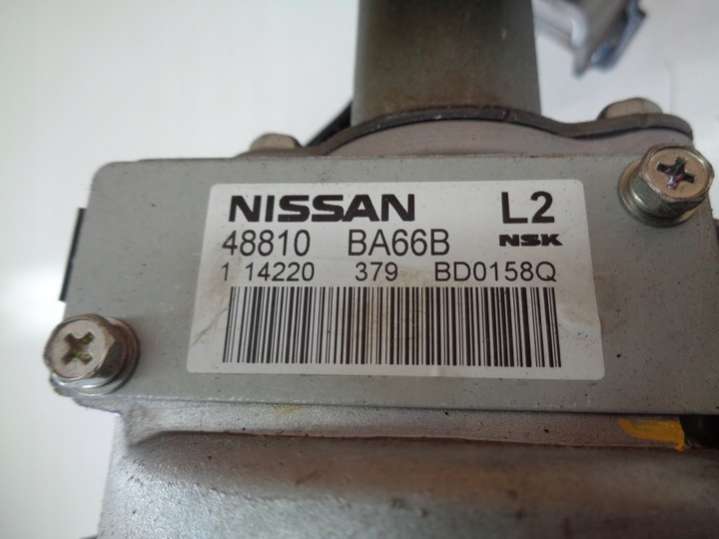 NISSAN L2
48810 BA66B NSK
1 14220 379 BD0158Q